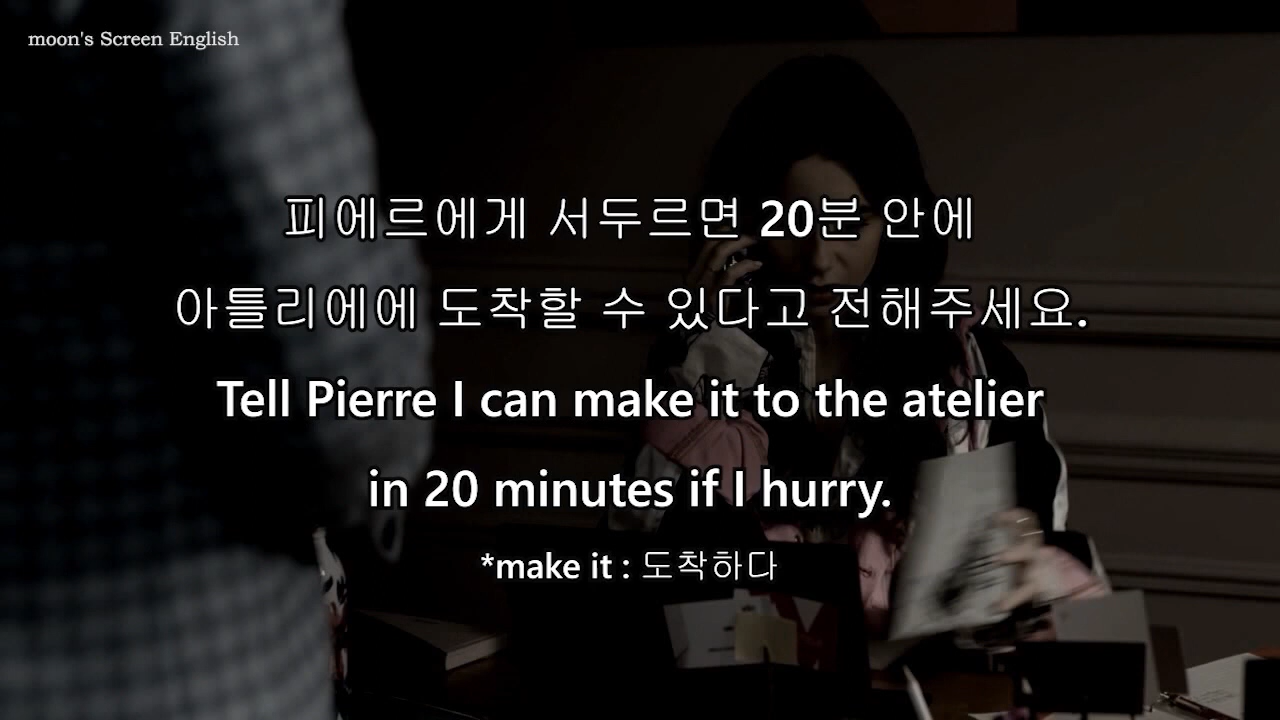 moon's Screen English
피에르에게 서두르면 20분 안에
아틀리에에 도착할 수 있다고 전해주세요.
Tell Pierre I can make it to the atelier
in 20 minutes if I hurry.
*make it : 도착하다